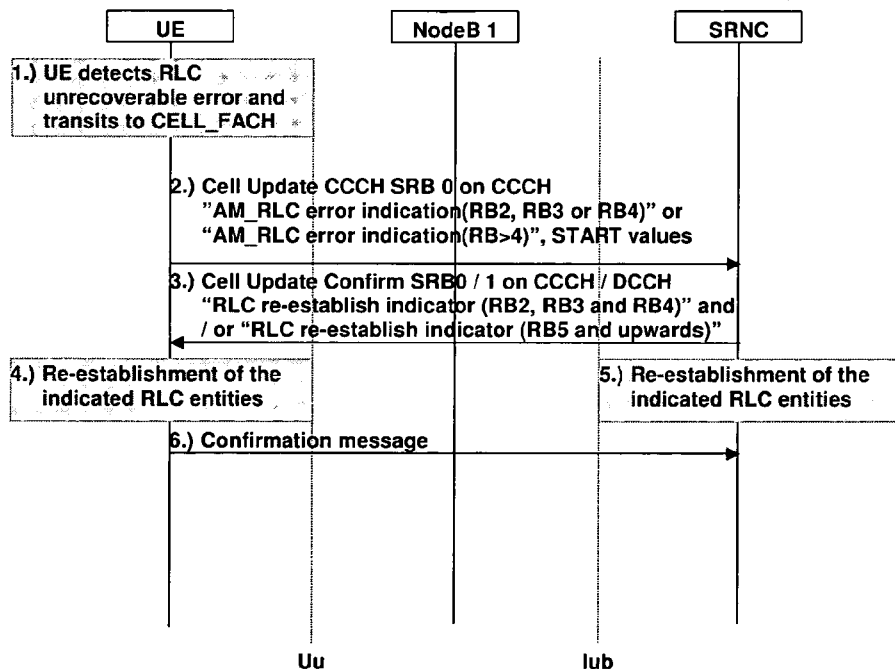 UE
NodeB 1
SRNC
1.) UE detects RLC
unrecoverable error and
transits to CELL_FACH
2.) Cell Update CCCH SRB 0 on CCCH
"AM_RLC error indication(RB2, RB3 or RB4)" or
"AM_RLC error indication(RB>4)", START values
3.) Cell Update Confirm SRB0 / 1 on CCCH / DCCH
"RLC re-establish indicator (RB2, RB3 and RB4)" and
/ or "RLC re-establish indicator (RB5 and upwards)"
4.) Re-establishment of the
indicated RLC entities
5.) Re-establishment of the
indicated RLC entities
6.) Confirmation message
Uu
Iub